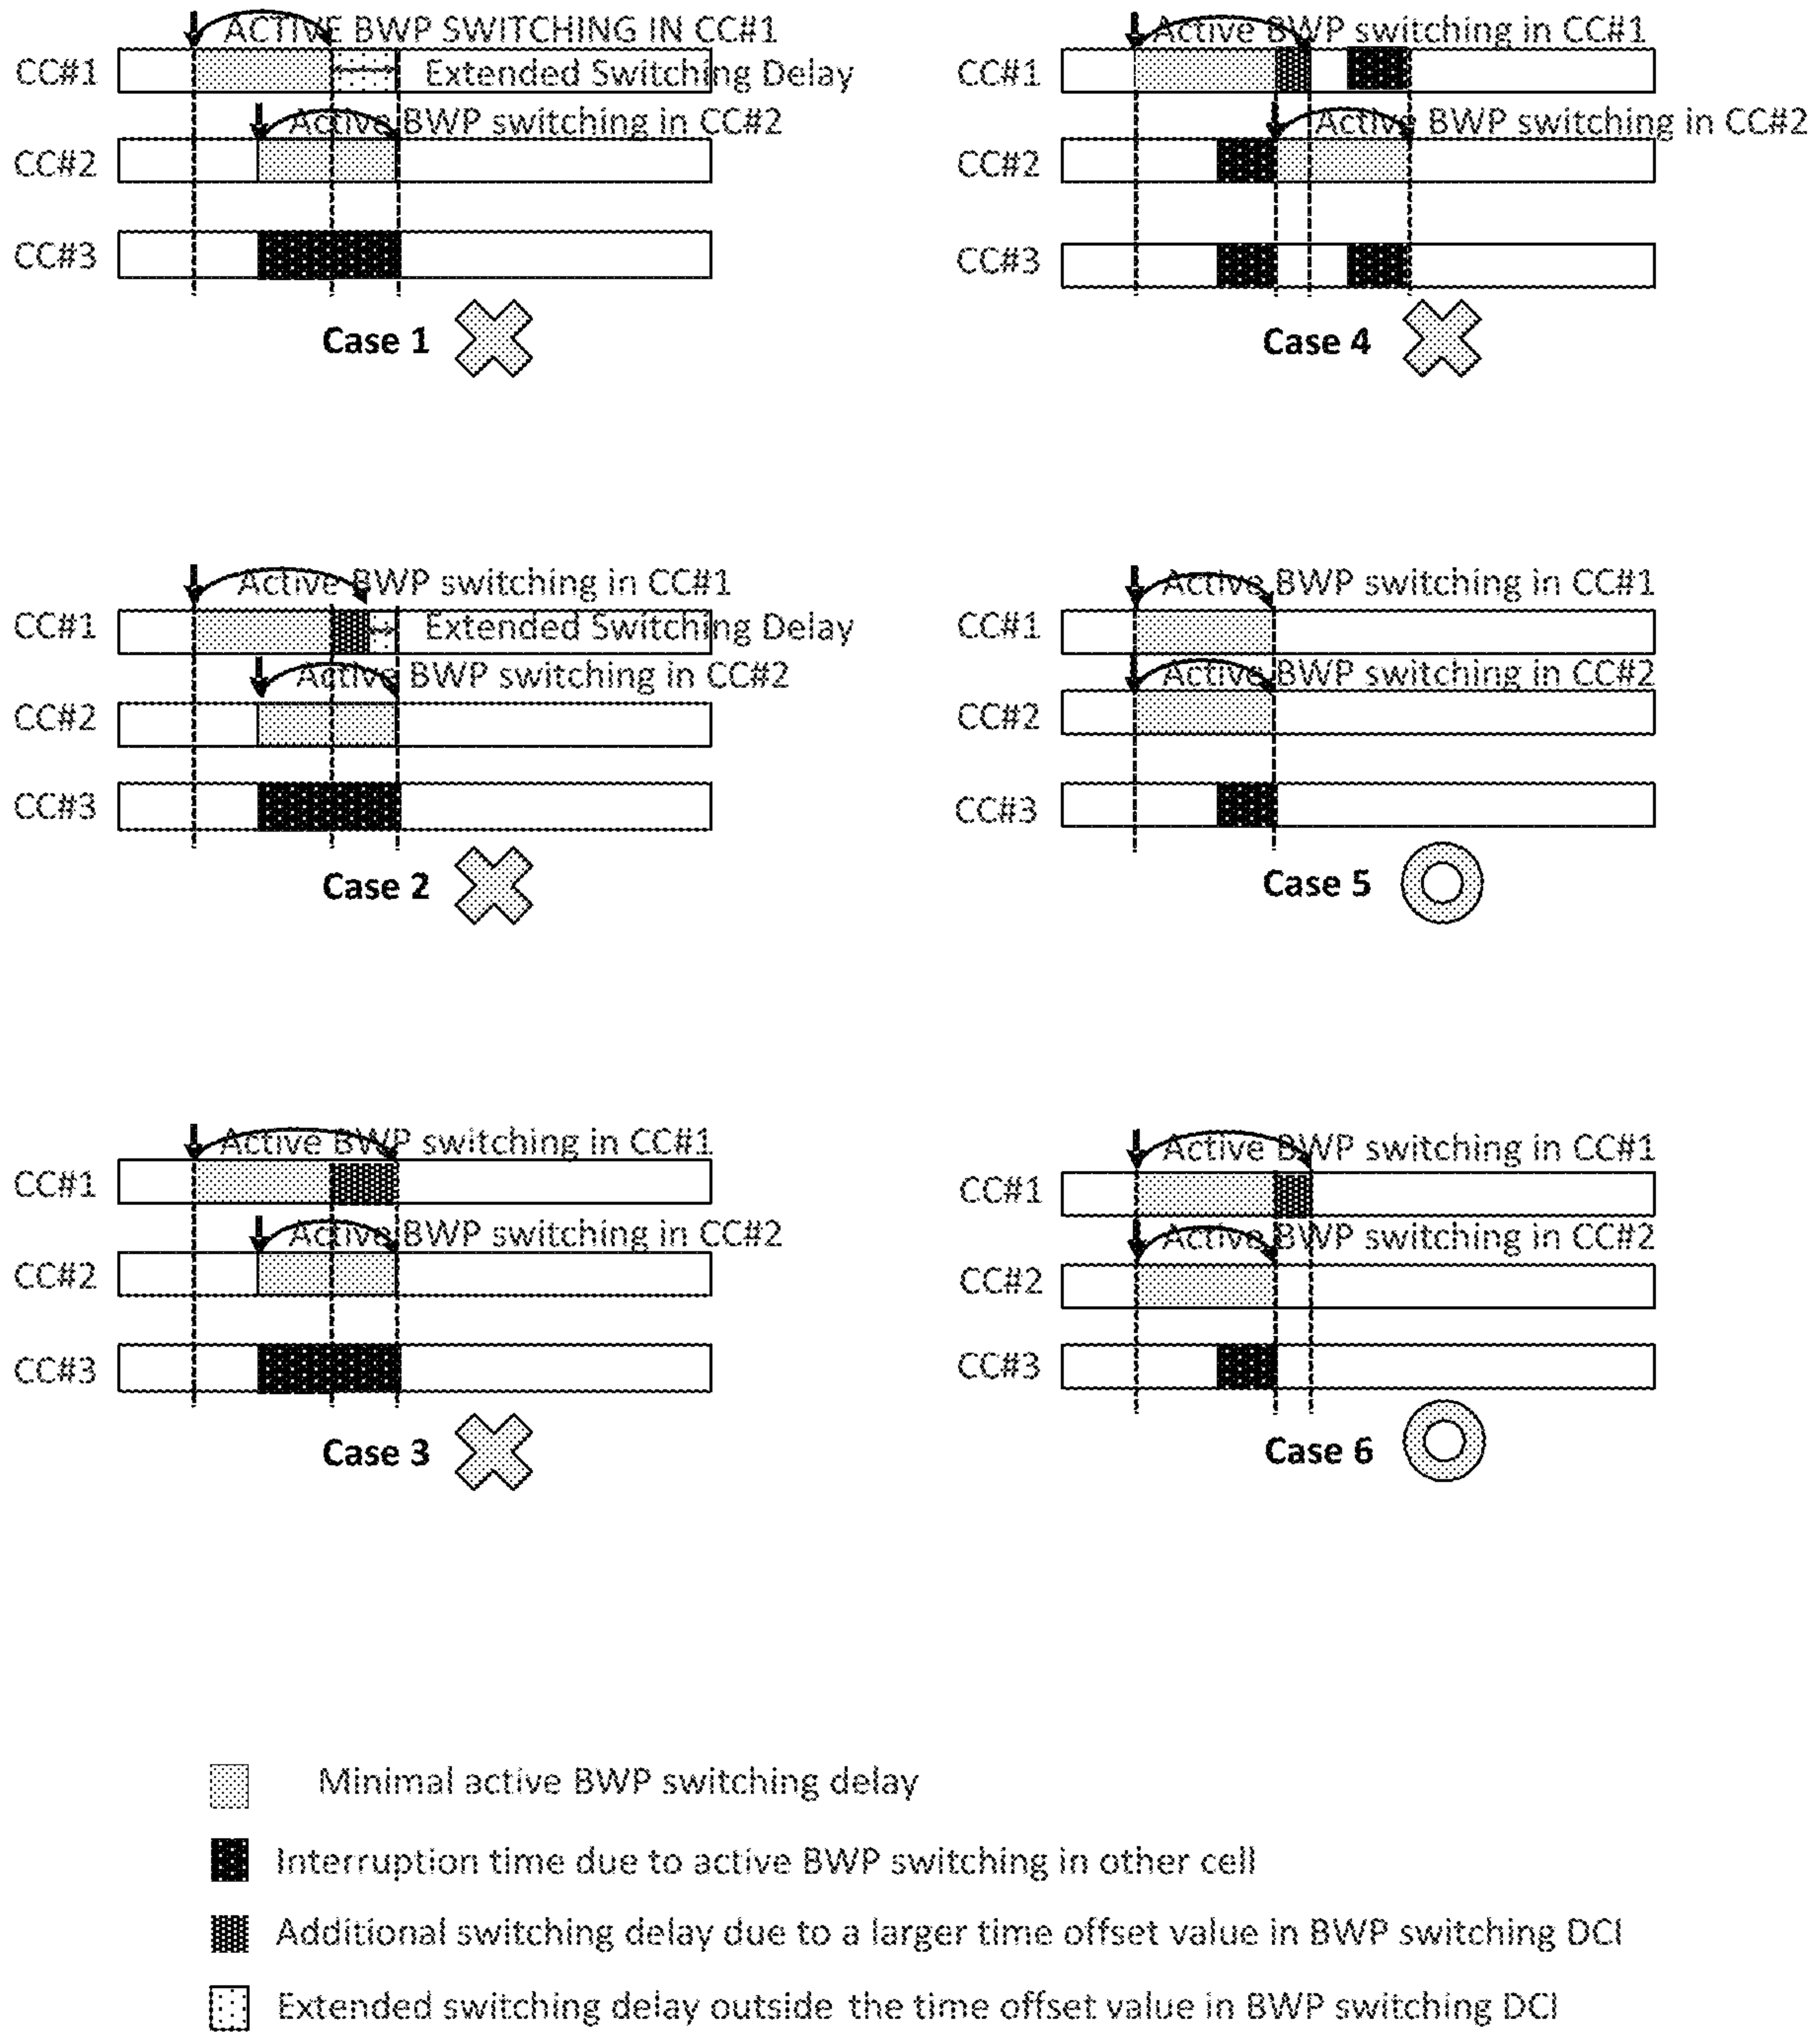 ACTIVE BWP SWITCHING IN CC#1
CC#1
Extended Switching Delay
Active BWP switching in CC#2
CC#2
CC#3
Case 1
Active BWP switching in CC#1
CC#1
Active BWP switching in CC#2
CC#2
CC#3
Case 4
Active BWP switching in CC#1
CC#1
Extended Switching Delay
Active BWP switching in CC#2
CC#2
CC#3
Case 2
Active BWP switching in CC#1
CC#1
Active BWP switching in CC#2
CC#2
CC#3
Case 5
Active BWP switching in CC#1
CC#1
Active BWP switching in CC#2
CC#2
CC#3
Case 3
Active BWP switching in CC#1
CC#1
Active BWP switching in CC#2
CC#2
CC#3
Case 6
Minimal active BWP switching delay
Interruption time due to active BWP switching in other cell
Additional switching delay due to a larger time offset value in BWP switching DCI
Extended switching delay outside the time offset value in BWP switching DCI